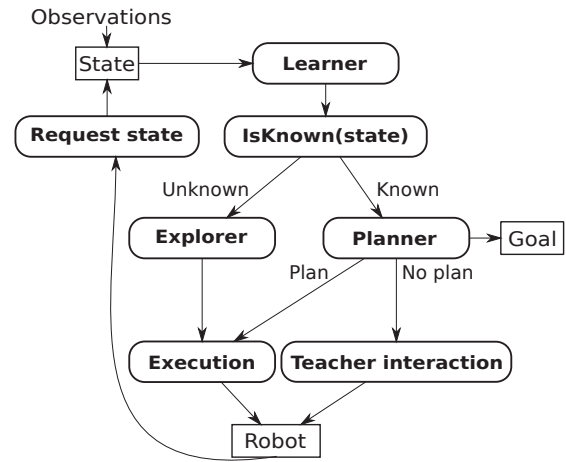 Observations
State
Learner
Request state
IsKnown(state)
Unknown
Known
Explorer
Planner
Goal
Plan
No plan
Execution
Teacher interaction
Robot